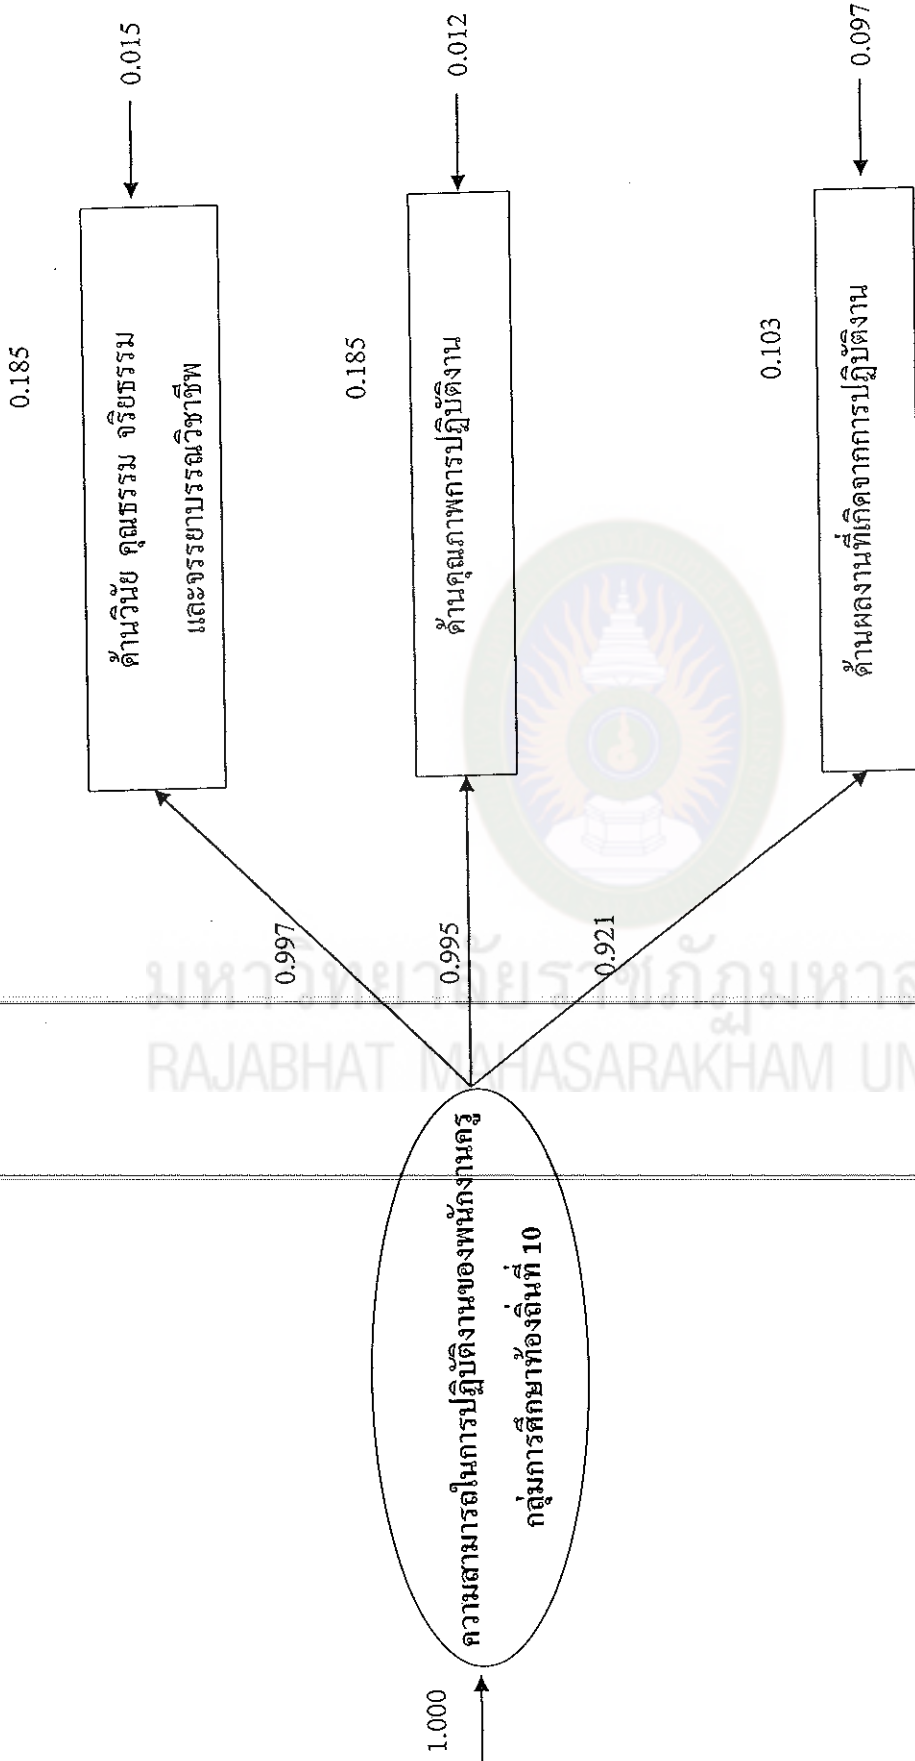 0.185
ด้านวินัย คุณธรรม จริยธรรม
และจรรยาบรรณวิชาชีพ
0.015
0.997
0.185
ด้านคุณภาพการปฏิบัติงาน
0.012
1.000
ความสามารถในการปฏิบัติงานของพนักงานครู
กลุ่มการศึกษาท้องถิ่นที่ 10
0.995
0.103
0.921
ด้านผลงานที่เกิดจากการปฏิบัติงาน
0.097
มหาวิทยาลัยราชภัฏมหาส
RAJABHAT MAHASARAKHAM UN